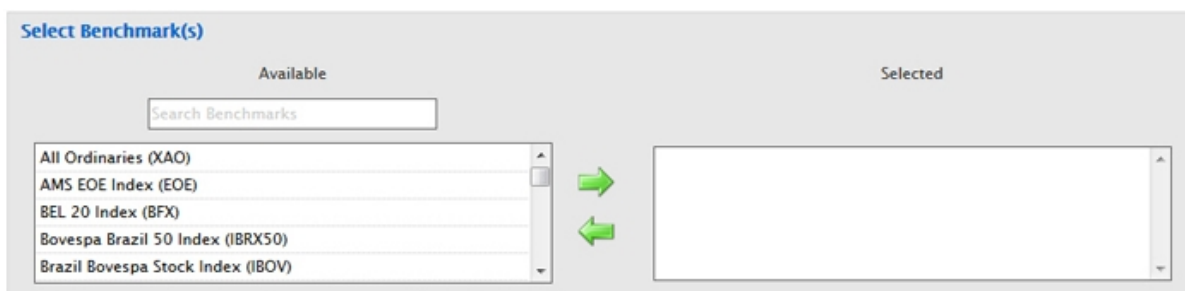 Select Benchmark(s)
Available
Selected
Search Benchmarks
All Ordinaries (XAO)
AMS EOE Index (EOE)
BEL 20 Index (BFX)
Bovespa Brazil 50 Index (IBRX50)
Brazil Bovespa Stock Index (IBOV)